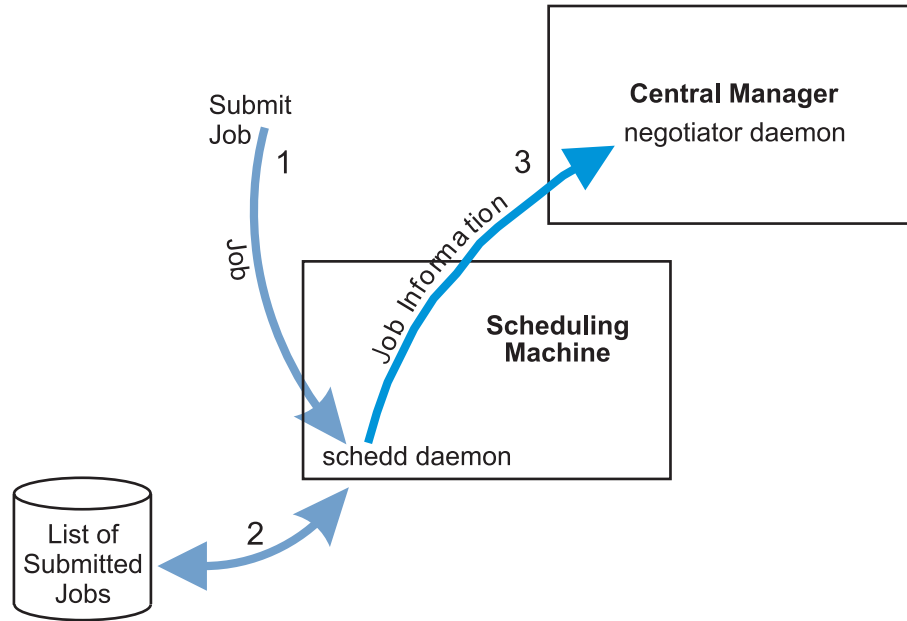 Submit
Job
1
Job
3
Central Manager
negotiator daemon
Job Information
Scheduling
Machine
schedd daemon
2
List of
Submitted
Jobs